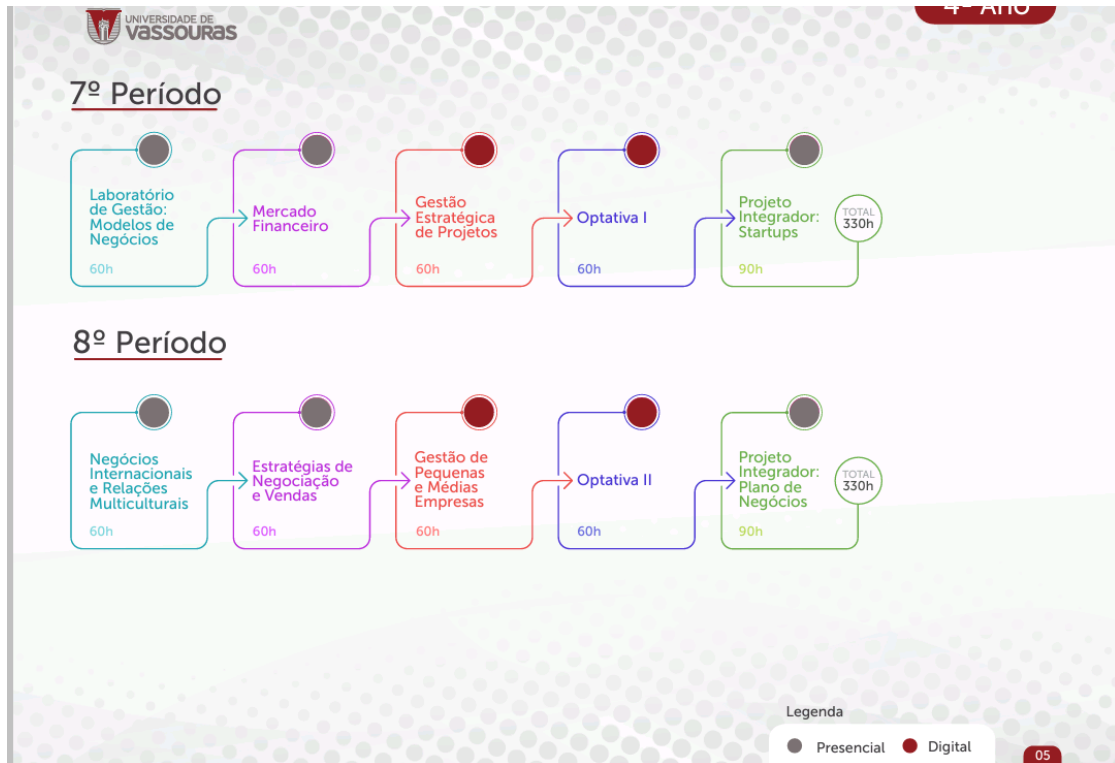 UNIVERSIDADE DE
VASSOURAS
4º Ano
7º Período
Laboratório
de Gestão:
Modelos de
Negócios
60h
Mercado
Financeiro
60h
Gestão
Estratégica
de Projetos
60h
Optativa I
60h
Projeto
Integrador:
Startups
90h
TOTAL
330h
8º Período
Negócios
Internacionais
e Relações
Multiculturais
60h
Estratégias de
Negociação
e Vendas
60h
Gestão de
Pequenas
e Médias
Empresas
60h
Optativa II
60h
Projeto
Integrador:
Plano de
Negócios
90h
TOTAL
330h
Legenda
Presencial
Digital
05